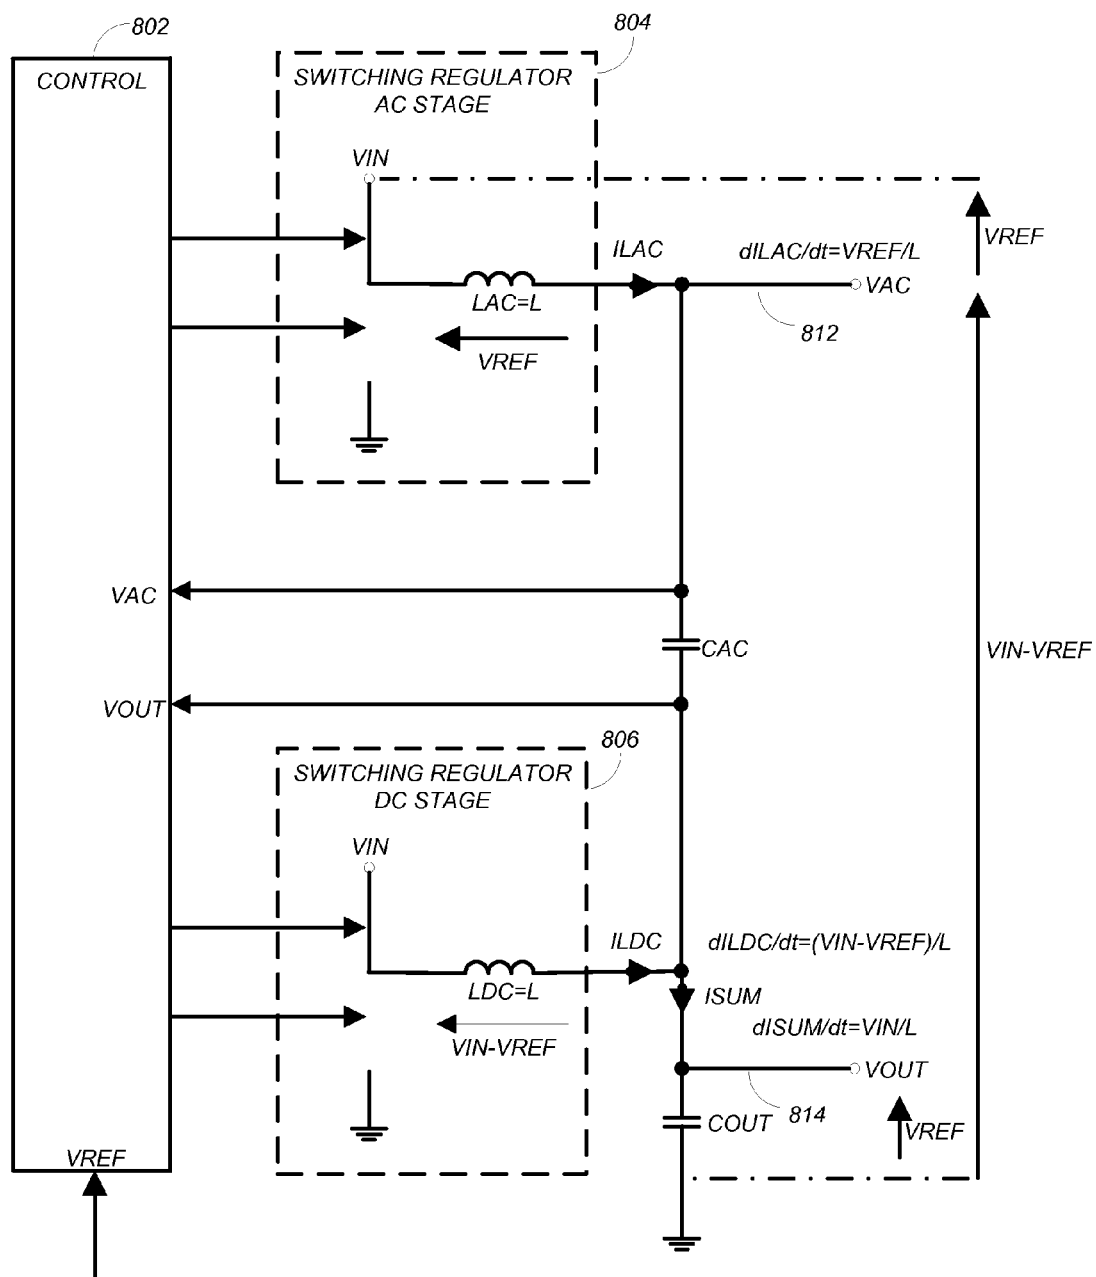 802
804
CONTROL
SWITCHING REGULATOR
AC STAGE
VIN
VREF
ILAC
dILAC/dt=VREF/L
VAC
LAC=L
812
VREF
VAC
CAC
VIN-VREF
VOUT
806
SWITCHING REGULATOR
DC STAGE
VIN
ILDC
dILDC/dt=(VIN-VREF)/L
LDC=L
ISUM
VIN-VREF
dISUM/dt=VIN/L
VOUT
814
COUT
VREF
VREF